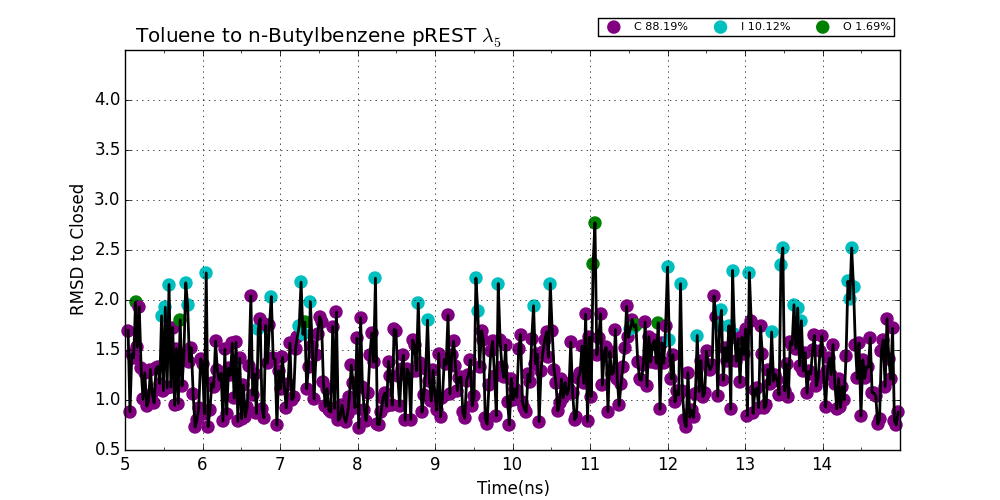 Toluene to n-Butylbenzene pREST λ5
C 88.19% I 10.12% O 1.69%
4.0
3.5
3.0
2.5
2.0
1.5
1.0
0.5
RMSD to Closed
5 6 7 8 9 10 11 12 13 14
Time(ns)